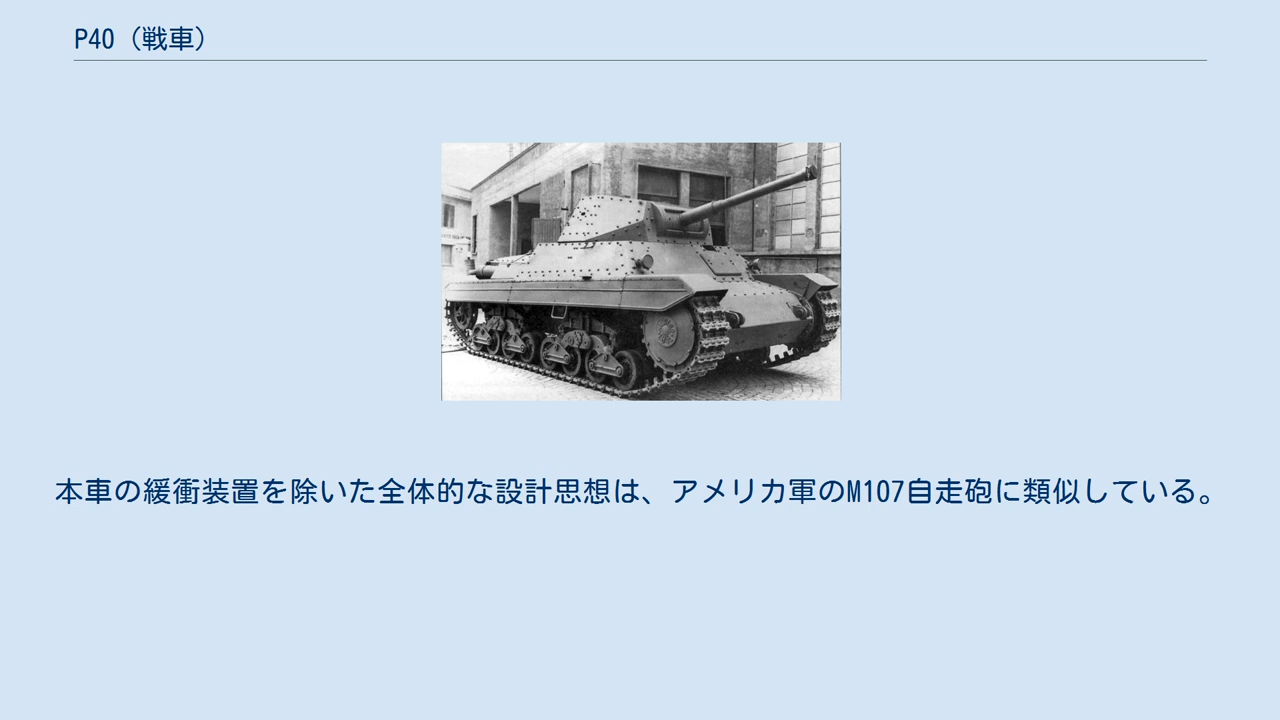 P40（戦車）
本車の緩衝装置を除いた全体的な設計思想は、アメリカ軍のM107自走砲に類似している。